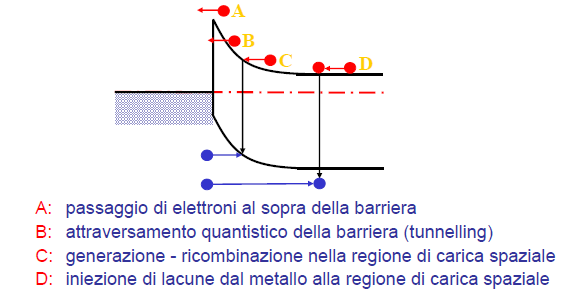 A
B
C
D
A: passaggio di elettroni al sopra della barriera
B: attraversamento quantistico della barriera (tunnelling)
C: generazione - ricombinazione nella regione di carica spaziale
D: iniezione di lacune dal metallo alla regione di carica spaziale